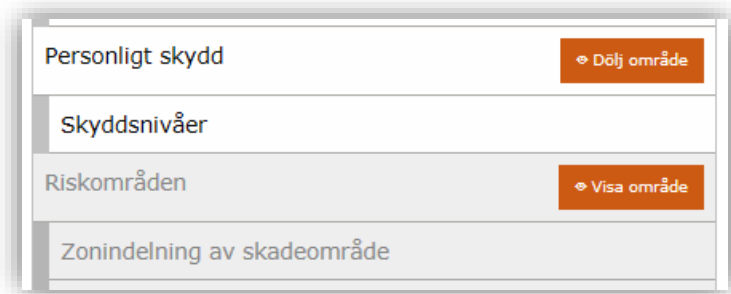 Personligt skydd
Dölj område
Skyddsnivåer
Riskområden
Visa område
Zonindelning av skadeområde